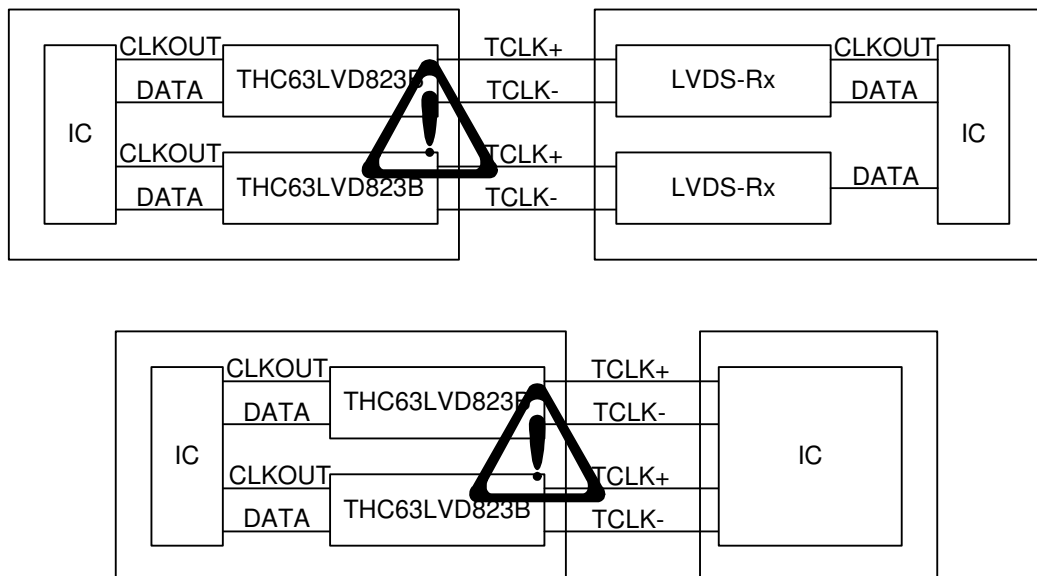 CLKOUT TCLK+ CLKOUT
THC63LVD823B LVDS-Rx
DATA TCLK- DATA
IC IC
CLKOUT TCLK+
THC63LVD823B LVDS-Rx DATA
DATA TCLK-
CLKOUT TCLK+
THC63LVD823B
DATA TCLK-
IC IC
CLKOUT TCLK+
THC63LVD823B
DATA TCLK-